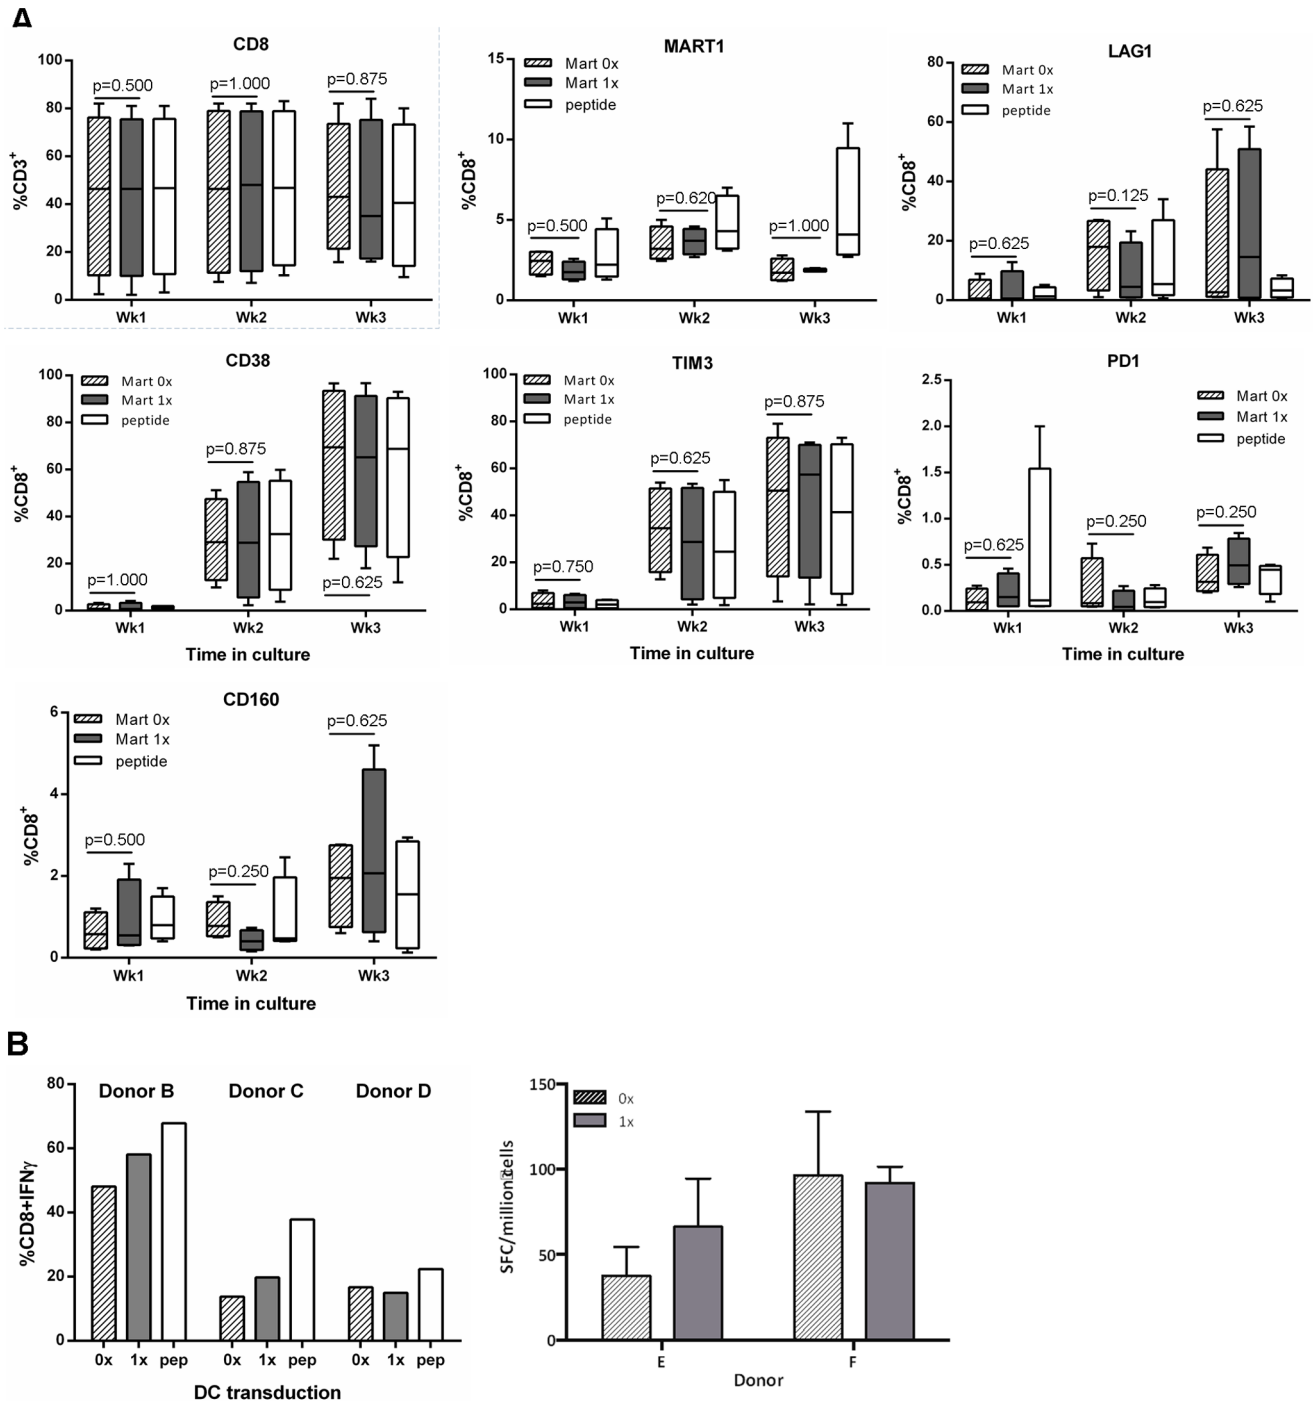 A
CD8
100
80
60
40
20
0
%CD3+
p=0.500
p=1.000
p=0.875
Wk1
Wk2
Wk3
MART1
15
10
5
0
%CD8+
Mart 0x
Mart 1x
peptide
p=0.500
p=0.620
p=1.000
Wk1
Wk2
Wk3
LAG1
80
60
40
20
0
%CD8+
Mart 0x
Mart 1x
peptide
p=0.625
p=0.125
p=0.625
Wk1
Wk2
Wk3
CD38
100
80
60
40
20
0
%CD8+
Mart 0x
Mart 1x
peptide
p=1.000
p=0.875
p=0.625
Wk1
Wk2
Wk3
Time in culture
TIM3
100
80
60
40
20
0
%CD8+
Mart 0x
Mart 1x
peptide
p=0.750
p=0.625
p=0.875
Wk1
Wk2
Wk3
Time in culture
PD1
2.5
2.0
1.5
1.0
0.5
0.0
%CD8+
Mart 0x
Mart 1x
peptide
p=0.625
p=0.250
p=0.250
Wk1
Wk2
Wk3
Time in culture
CD160
6
4
2
0
%CD8+
Mart 0x
Mart 1x
peptide
p=0.500
p=0.250
p=0.625
Wk1
Wk2
Wk3
Time in culture
B
80
60
40
20
0
%CD8+IFNγ
Donor B
Donor C
Donor D
0x 1x pep
0x 1x pep
0x 1x pep
DC transduction
150
100
50
0
SFC/million cells
0x
1x
E
F
Donor